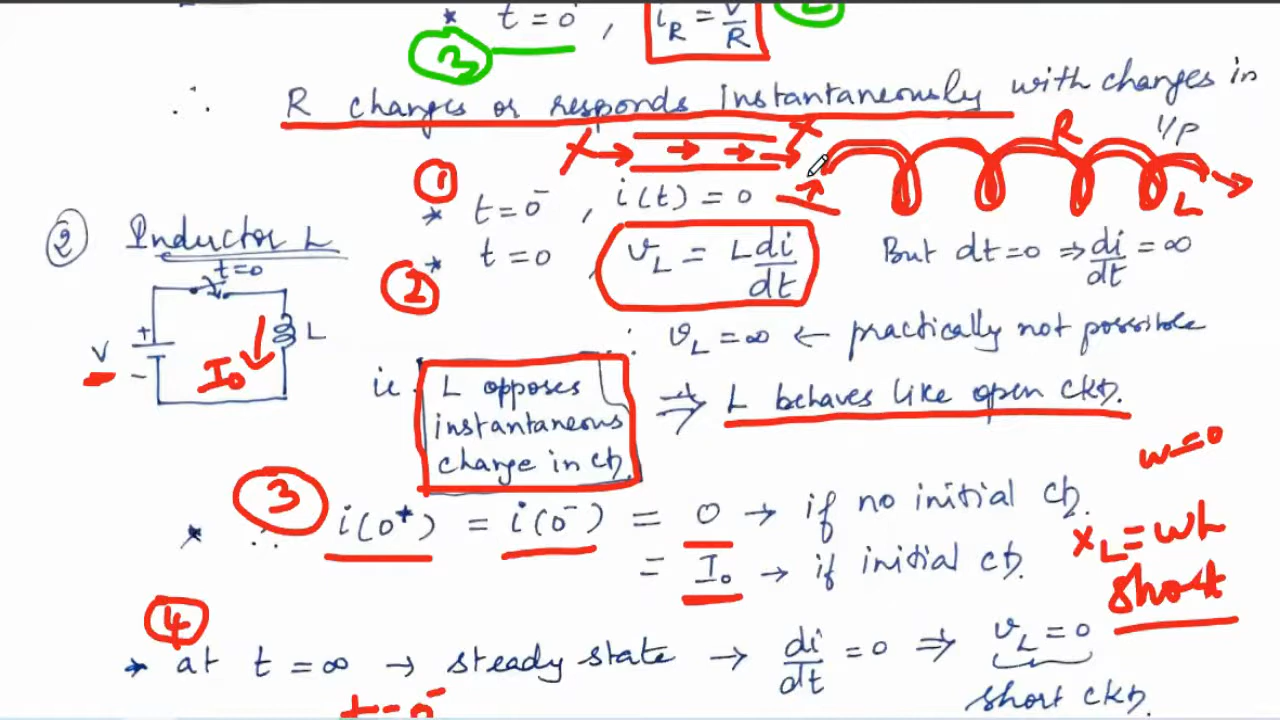 * t = 0 , i_R = V/R
3
∴ R changes or responds instantaneously with changes in
i/p
X X R
L
1
* t = 0⁻ , i(t) = 0
② Inductor L
2
* t = 0 , v_L = L di/dt But dt = 0 ⇒ di/dt = ∞
t=0
V + − I₀ L
∴ v_L = ∞ ← practically not possible
ie L opposes instantaneous change in ct. ⇒ L behaves like open ckt.
w = 0
3
* ∴ i(0⁺) = i(0⁻) = 0 → if no initial ct.
X_L = wL
= I₀ → if initial ct.
short
4
* at t = ∞ → steady state → di/dt = 0 ⇒ v_L = 0
short ckt.
t = 0⁻